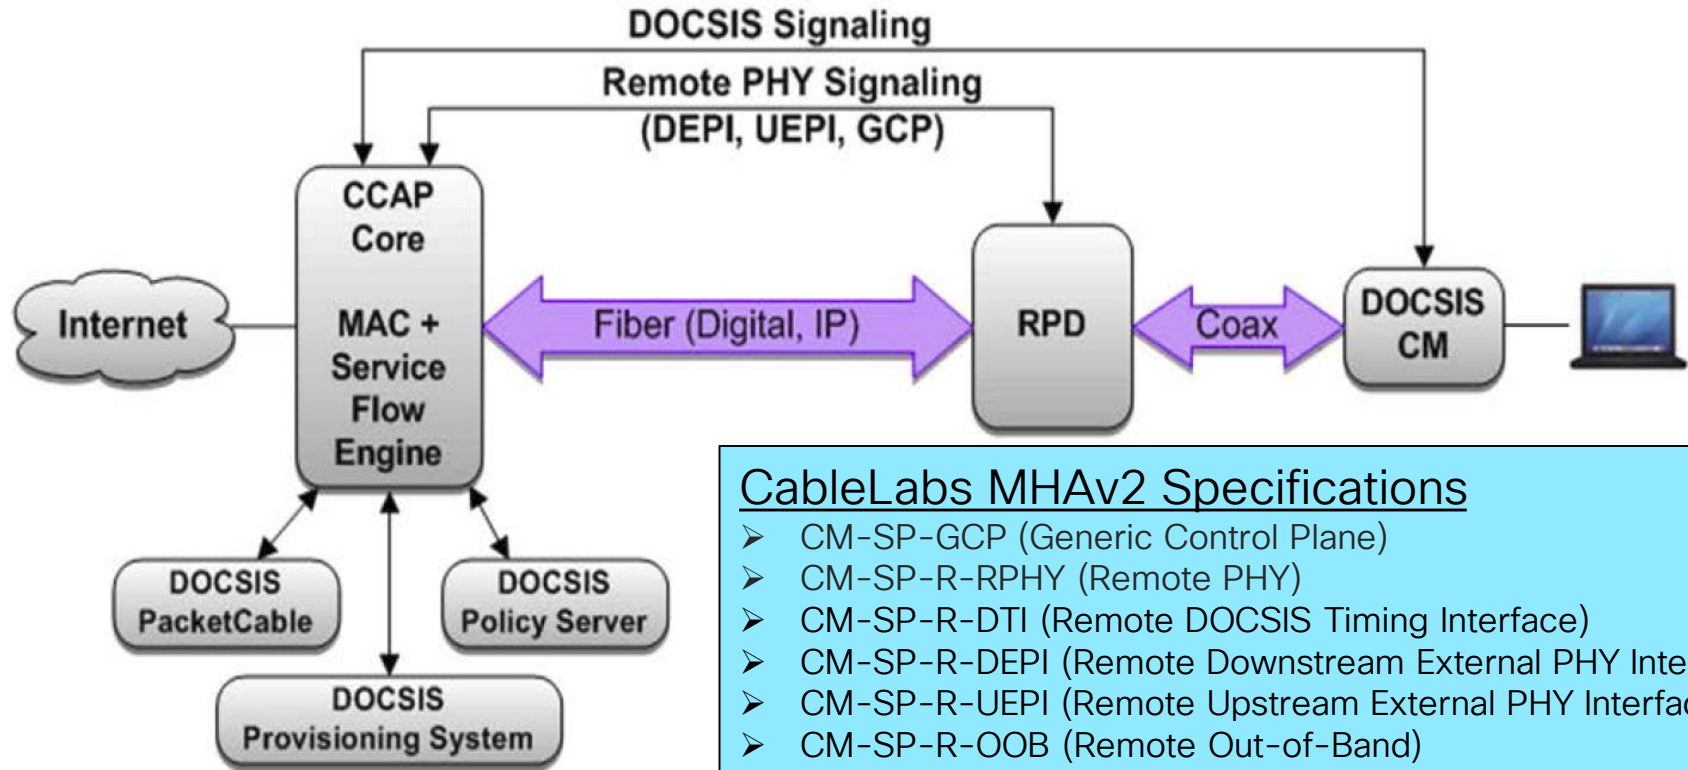 DOCSIS Signaling
Remote PHY Signaling
(DEPI, UEPI, GCP)
CCAP
Core
MAC +
Service
Flow
Engine
Internet
Fiber (Digital, IP)
RPD
Coax
DOCSIS
CM
DOCSIS
PacketCable
DOCSIS
Policy Server
DOCSIS
Provisioning System
CableLabs MHAv2 Specifications
➢ CM-SP-GCP (Generic Control Plane)
➢ CM-SP-R-RPHY (Remote PHY)
➢ CM-SP-R-DTI (Remote DOCSIS Timing Interface)
➢ CM-SP-R-DEPI (Remote Downstream External PHY
➢ CM-SP-R-UEPI (Remote Upstream External PHY
➢ CM-SP-R-OOB (Remote Out-of-Band)